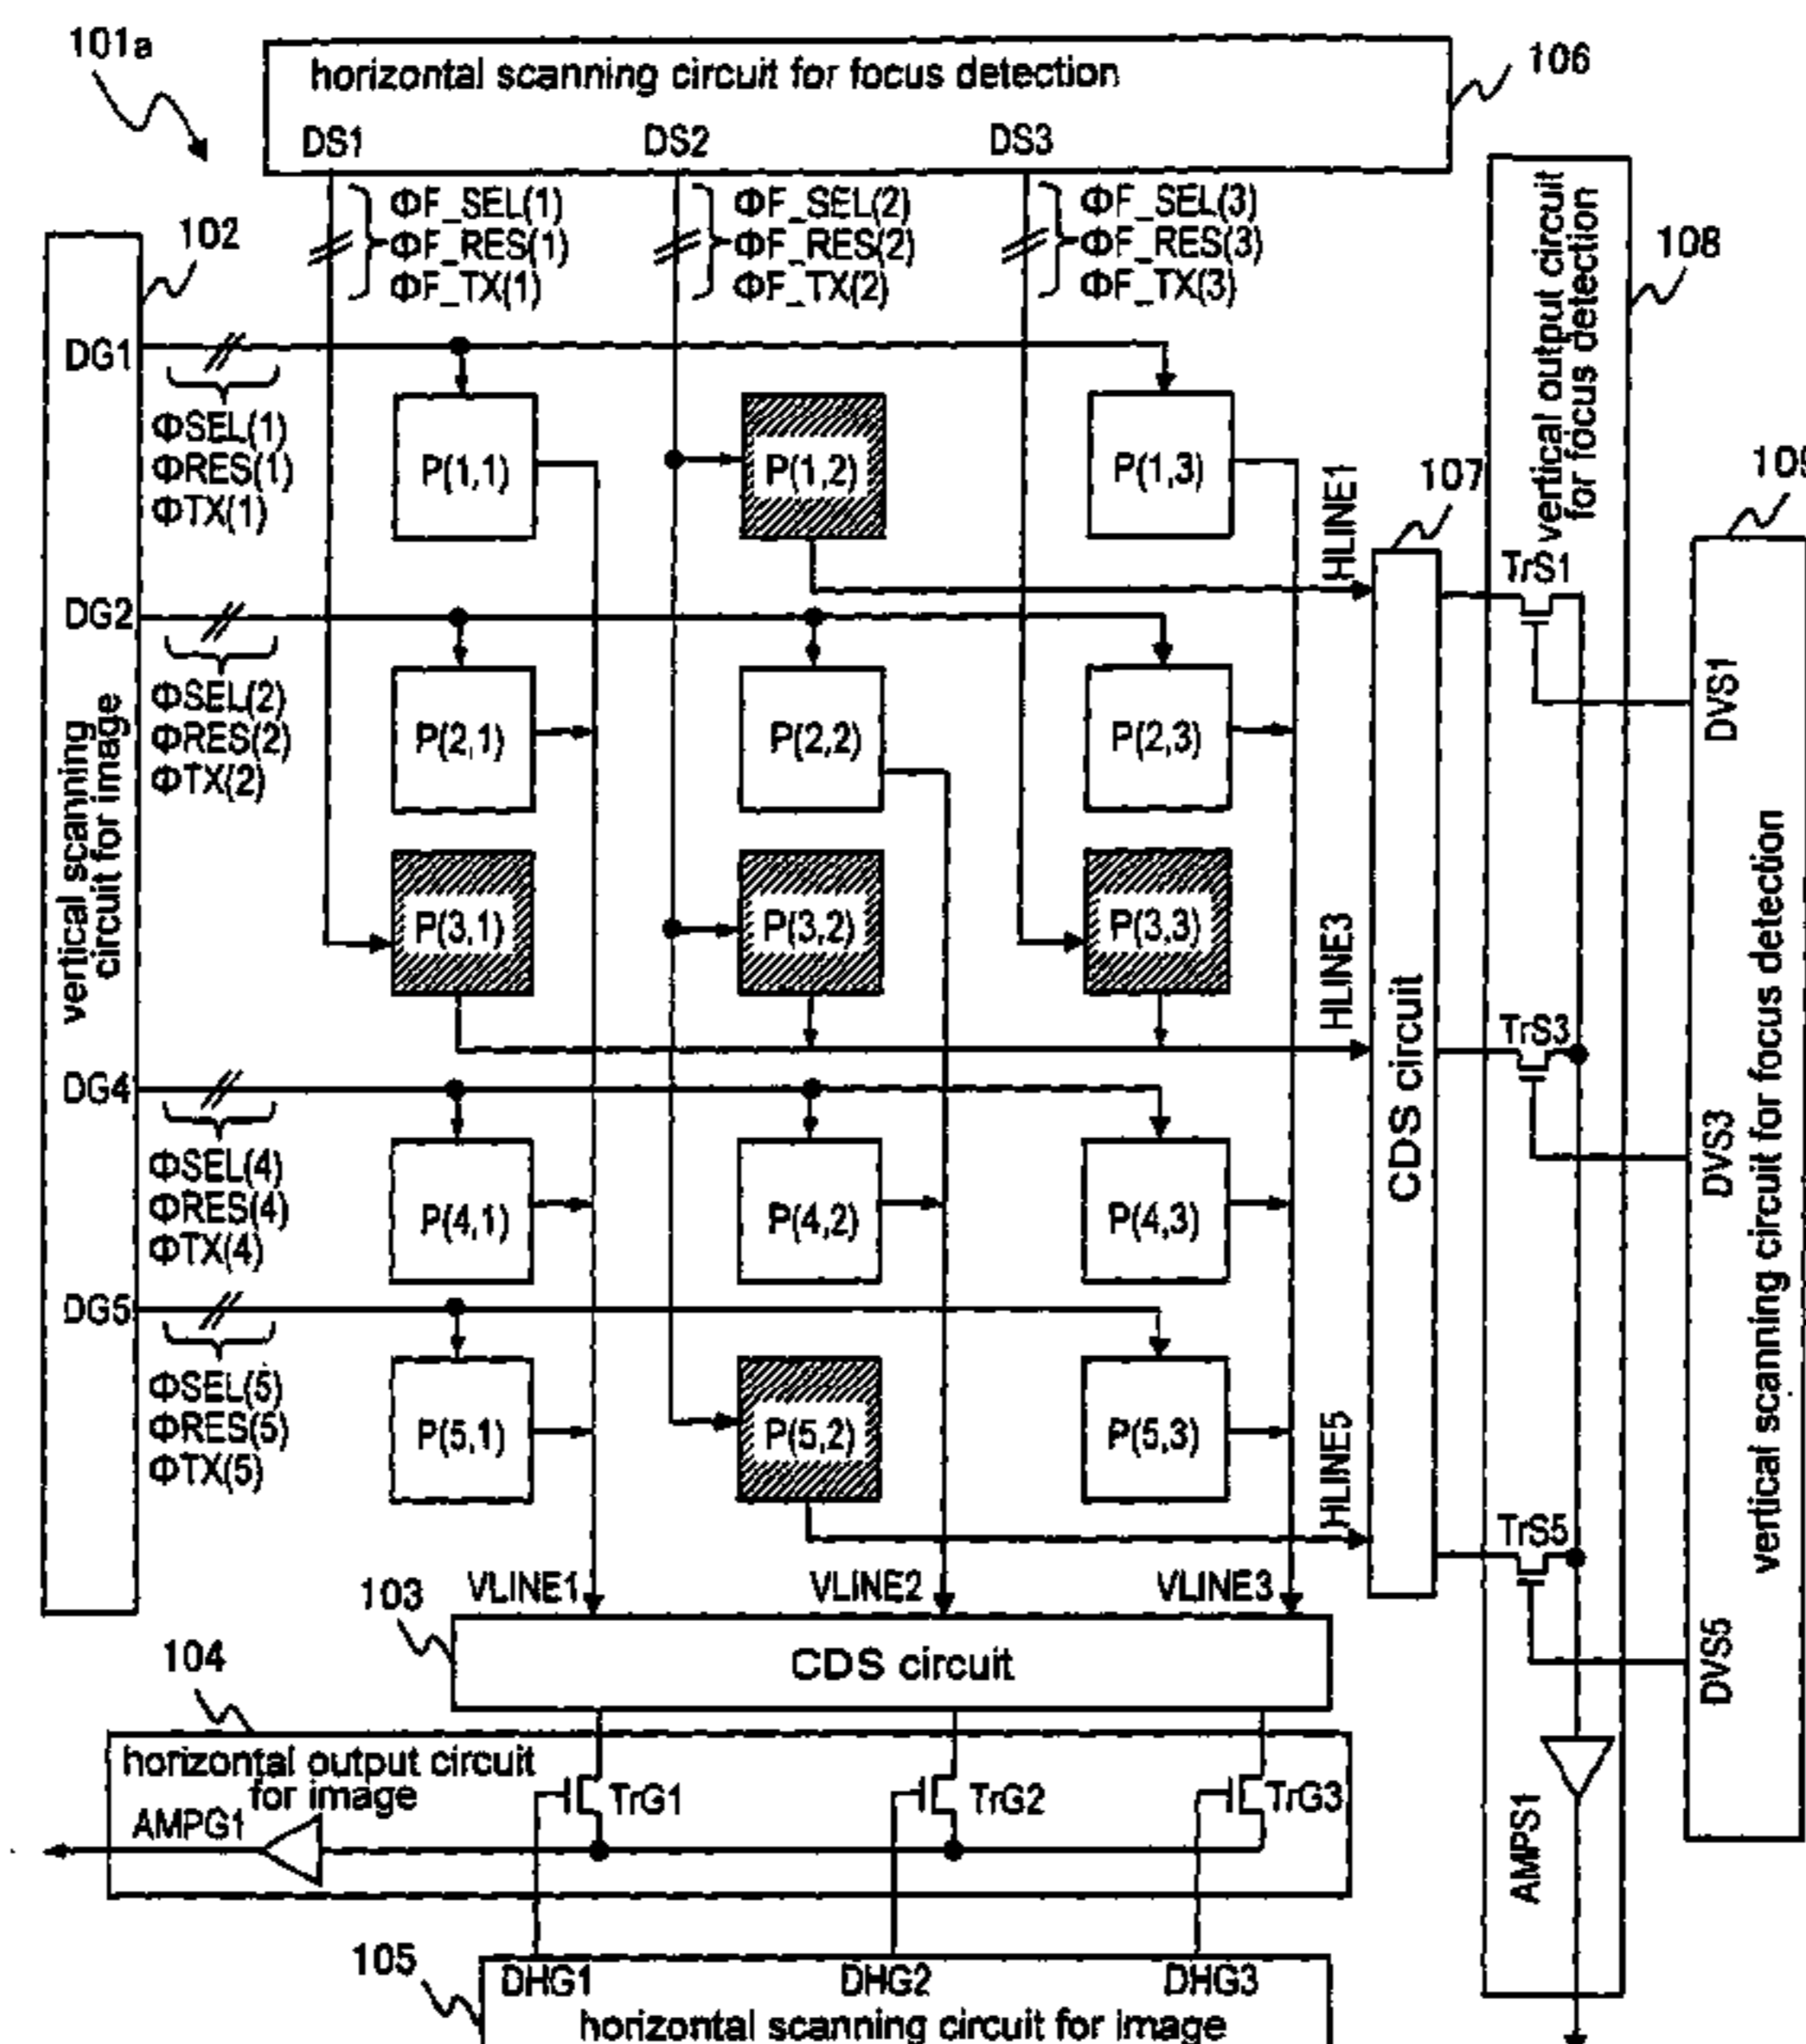 101a
horizontal scanning circuit for focus detection
106
DS1
DS2
DS3
ΦF_SEL(1)
ΦF_RES(1)
ΦF_TX(1)
ΦF_SEL(2)
ΦF_RES(2)
ΦF_TX(2)
ΦF_SEL(3)
ΦF_RES(3)
ΦF_TX(3)
102
vertical scanning
circuit for image
108
vertical output circuit
for focus detection
DG1
ΦSEL(1)
ΦRES(1)
ΦTX(1)
P(1,1)
P(1,2)
P(1,3)
HLINE1
107
109
TrS1
DG2
ΦSEL(2)
ΦRES(2)
ΦTX(2)
P(2,1)
P(2,2)
P(2,3)
DVS1
P(3,1)
P(3,2)
P(3,3)
HLINE3
CDS circuit
TrS3
DVS3
vertical scanning circuit for focus detection
DG4
ΦSEL(4)
ΦRES(4)
ΦTX(4)
P(4,1)
P(4,2)
P(4,3)
DG5
ΦSEL(5)
ΦRES(5)
ΦTX(5)
P(5,1)
P(5,2)
P(5,3)
HLINE5
TrS5
DVS5
103
VLINE1
VLINE2
VLINE3
CDS circuit
104
horizontal output circuit
for image
AMPG1
TrG1
TrG2
TrG3
AMPS1
105
DHG1
DHG2
DHG3
horizontal scanning circuit for image